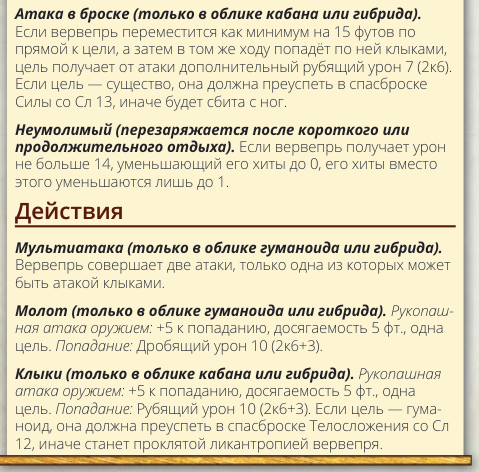 Атака в броске (только в облике кабана или гибрида).
Если вервепрь переместится как минимум на 15 футов по
прямой к цели, а затем в том же ходу попадёт по ней клыками,
цель получает от атаки дополнительный рубящий урон 7 (2к6).
Если цель — существо, она должна преуспеть в спасброске
Силы со Сл 13, иначе будет сбита с ног.
Неумолимый (перезаряжается после короткого или
продолжительного отдыха). Если вервепрь получает урон
не больше 14, уменьшающий его хиты до 0, его хиты вместо
этого уменьшаются лишь до 1.
Действия
Мультиатака (только в облике гуманоида или гибрида).
Вервепрь совершает две атаки, только одна из которых может
быть атакой клыками.
Молот (только в облике гуманоида или гибрида). Рукопаш-
ная атака оружием: +5 к попаданию, досягаемость 5 фт., одна
цель. Попадание: Дробящий урон 10 (2к6+3).
Клыки (только в облике кабана или гибрида). Рукопашная
атака оружием: +5 к попаданию, досягаемость 5 фт., одна
цель. Попадание: Рубящий урон 10 (2к6+3). Если цель — гума-
ноид, она должна преуспеть в спасброске Телосложения со Сл
12, иначе станет проклятой ликантропией вервепря.